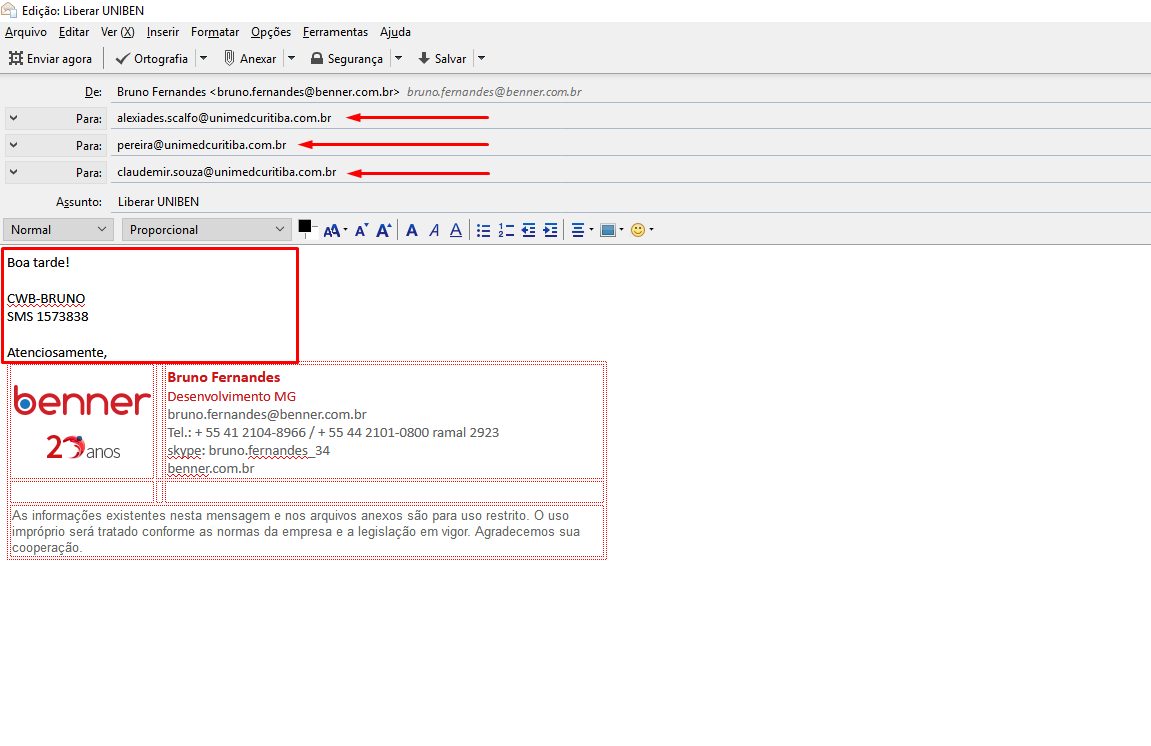 Edição: Liberar UNIBEN
Arquivo Editar Ver (X) Inserir Formatar Opções Ferramentas Ajuda
Enviar agora Ortografia Anexar Segurança Salvar
De: Bruno Fernandes <bruno.fernandes@benner.com.br> bruno.fernandes@benner.com.br
Para: alexiades.scalfo@unimedcuritiba.com.br
Para: pereira@unimedcuritiba.com.br
Para: claudemir.souza@unimedcuritiba.com.br
Assunto: Liberar UNIBEN
Normal Proporcional
Boa tarde!
CWB-BRUNO
SMS 1573838
Atenciosamente,
benner
20 anos
Bruno Fernandes
Desenvolvimento MG
bruno.fernandes@benner.com.br
Tel.: + 55 41 2104-8966 / + 55 44 2101-0800 ramal 2923
skype: bruno.fernandes_34
benner.com.br
As informações existentes nesta mensagem e nos arquivos anexos são para uso restrito. O uso
impróprio será tratado conforme as normas da empresa e a legislação em vigor. Agradecemos sua
cooperação.